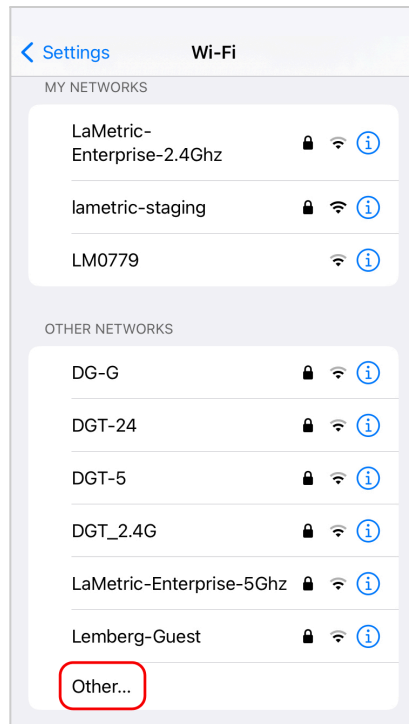 Settings
Wi-Fi
MY NETWORKS
LaMetric-
Enterprise-2.4Ghz
lametric-staging
LM0779
OTHER NETWORKS
DG-G
DGT-24
DGT-5
DGT_2.4G
LaMetric-Enterprise-5Ghz
Lemberg-Guest
Other...